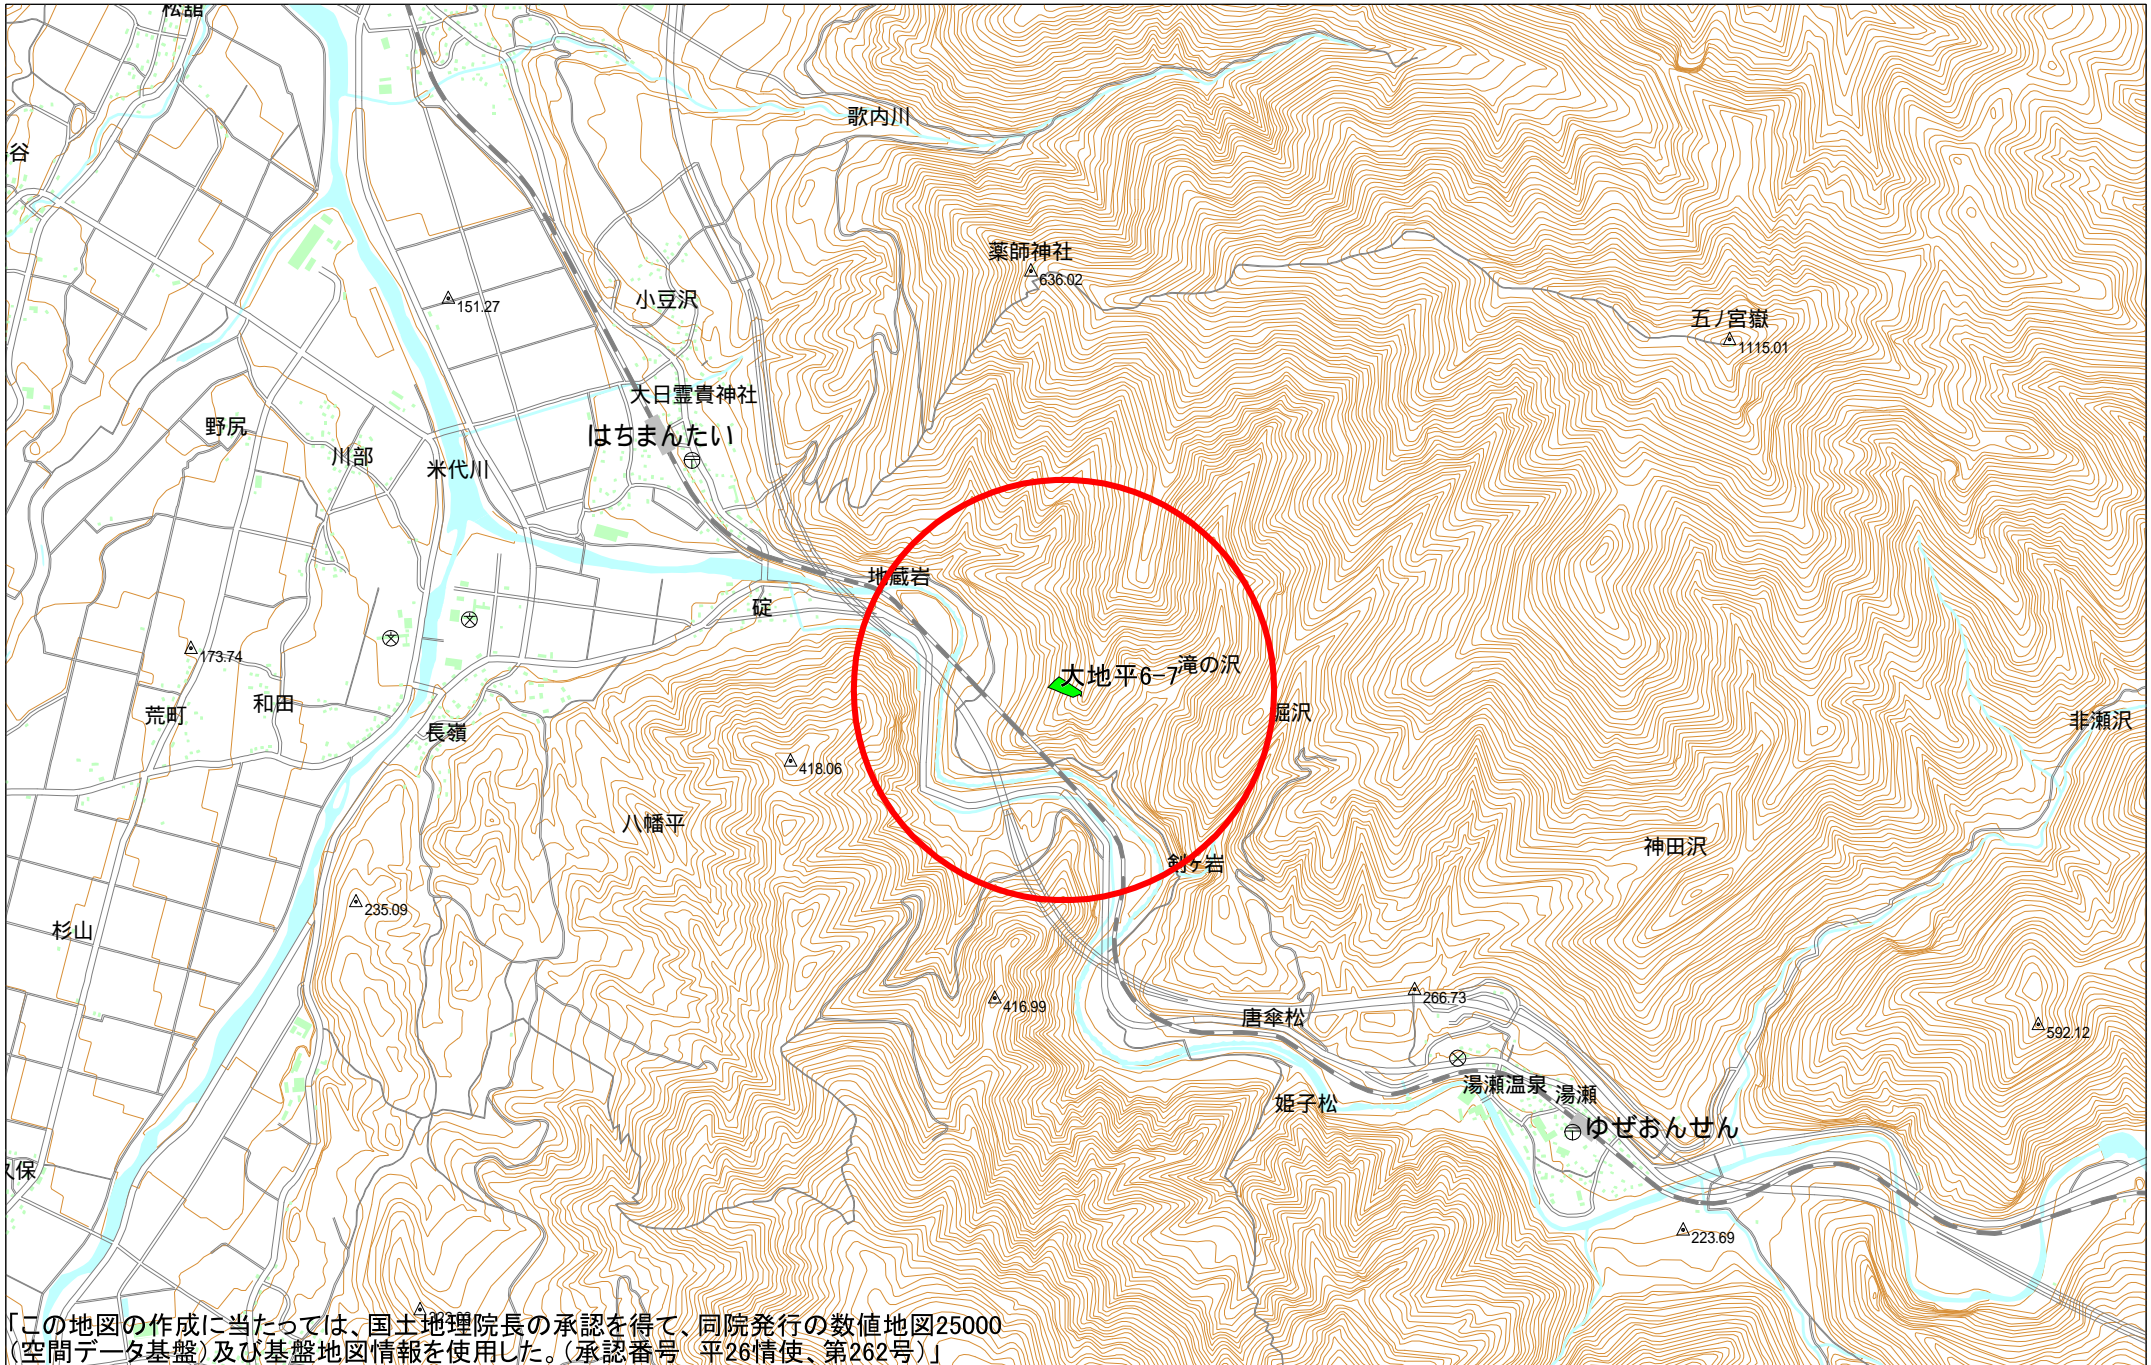 松舘
歌内川
谷
薬師神社
636.02
小豆沢
151.27
五ノ宮嶽
1115.01
大日霊貴神社
はちまんたい
野尻
川部
米代川
地蔵岩
碇
173.74
大地平6-7
滝の沢
堀沢
荒町
和田
長嶺
非瀬沢
418.06
八幡平
神田沢
剣ヶ岩
235.09
杉山
416.99
266.73
唐傘松
592.12
湯瀬温泉
湯瀬
姫子松
ゆぜおんせん
久保
223.69
「この地図の作成に当たっては、国土地理院長の承認を得て、同院発行の数値地図25000
(空間データ基盤)及び基盤地図情報を使用した。(承認番号 平26情使、第262号)」